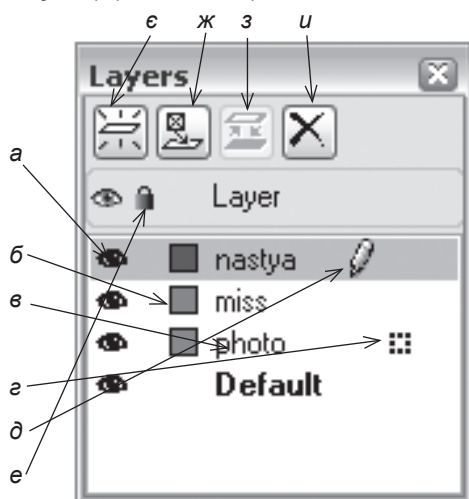 є ж з и
Layers
а
Layer
nastya
б
miss
в
photo
г
Default
д
е